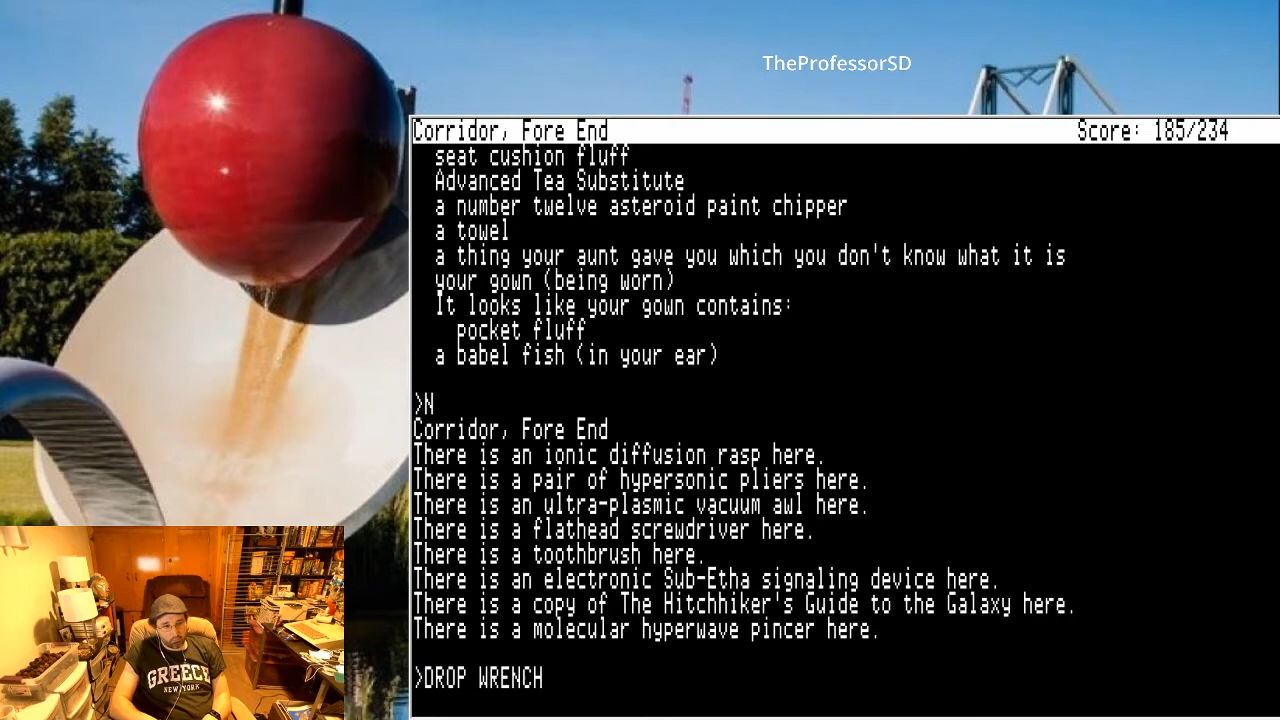 TheProfessorSD
Corridor, Fore End Score: 185/234
seat cushion fluff
Advanced Tea Substitute
a number twelve asteroid paint chipper
a towel
a thing your aunt gave you which you don't know what it is
your gown (being worn)
It looks like your gown contains:
pocket fluff
a babel fish (in your ear)
>N
Corridor, Fore End
There is an ionic diffusion rasp here.
There is a pair of hypersonic pliers here.
There is an ultra-plasmic vacuum awl here.
There is a flathead screwdriver here.
There is a toothbrush here.
There is an electronic Sub-Etha signaling device here.
There is a copy of The Hitchhiker's Guide to the Galaxy here.
There is a molecular hyperwave pincer here.
>DROP WRENCH
GREECE
NEW YORK